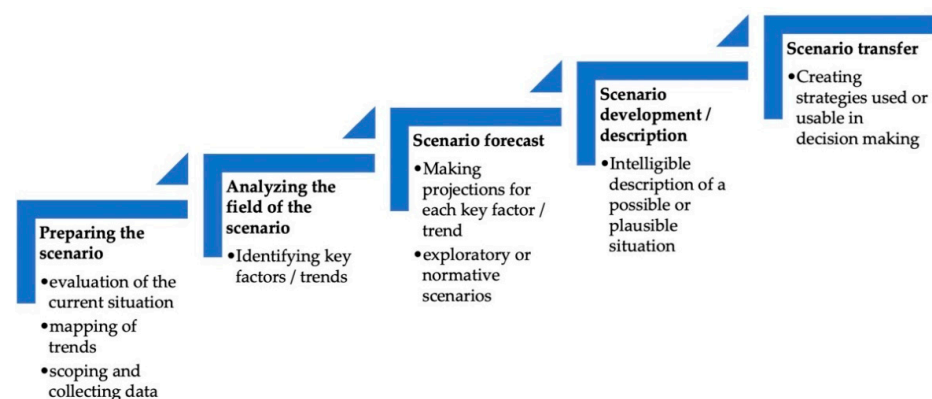 Preparing the
scenario
•evaluation of the
current situation
•mapping of
trends
•scoping and
collecting data
Analyzing the
field of the
scenario
•Identifying key
factors / trends
Scenario forecast
•Making
projections for
each key factor /
trend
•exploratory or
normative
scenarios
Scenario
development /
description
•Intelligible
description of a
possible or
plausible
situation
Scenario transfer
•Creating
strategies used or
usable in
decision making